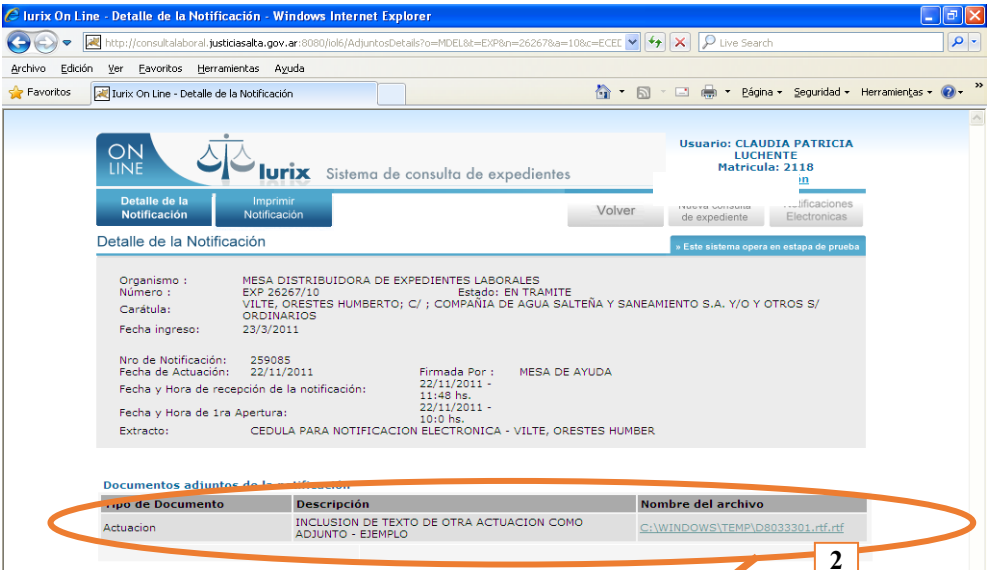 Iurix On Line - Detalle de la Notificación - Windows Internet Explorer
http://consultalaboral.justiciasalta.gov.ar:8080/iol6/AdjuntosDetails?o=MDEL&t=EXP&n=26267&a=10&c=ECEE
Live Search
Archivo Edición Ver Favoritos Herramientas Ayuda
Favoritos Iurix On Line - Detalle de la Notificación Página Seguridad Herramientas
ON LINE Iurix Sistema de consulta de expedientes
Usuario: CLAUDIA PATRICIA
LUCHENTE
Matricula: 2118
Detalle de la Notificación
Imprimir Notificación
Volver
de expediente
Electronicas
Detalle de la Notificación
» Este sistema opera en estapa de prueba
Organismo : MESA DISTRIBUIDORA DE EXPEDIENTES LABORALES
Número : EXP 26267/10 Estado: EN TRAMITE
Carátula: VILTE, ORESTES HUMBERTO; C/ ; COMPAÑIA DE AGUA SALTEÑA Y SANEAMIENTO S.A. Y/O Y OTROS S/
ORDINARIOS
Fecha ingreso: 23/3/2011
Nro de Notificación: 259085
Fecha de Actuación: 22/11/2011 Firmada Por : MESA DE AYUDA
Fecha y Hora de recepción de la notificación: 22/11/2011 -
11:48 hs.
Fecha y Hora de 1ra Apertura: 22/11/2011 -
10:0 hs.
Extracto: CEDULA PARA NOTIFICACION ELECTRONICA - VILTE, ORESTES HUMBER
Documentos adjuntos de la notificación
Tipo de Documento Descripción Nombre del archivo
Actuacion INCLUSION DE TEXTO DE OTRA ACTUACION COMO
ADJUNTO - EJEMPLO C:\WINDOWS\TEMP\D8033301.rtf.rtf
2